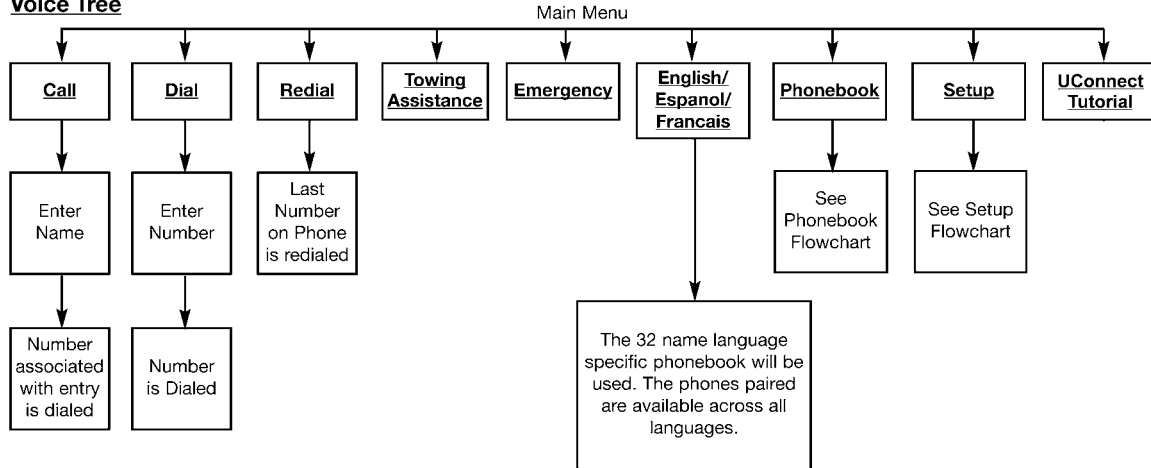 Voice Tree
Main Menu
Call
Dial
Redial
Towing
Assistance
Emergency
English/
Espanol/
Francais
Phonebook
Setup
UConnect
Tutorial
Enter
Name
Enter
Number
Last
Number
on Phone
is redialed
See
Phonebook
Flowchart
See Setup
Flowchart
Number
associated
with entry
is dialed
Number
is Dialed
The 32 name language
specific phonebook will be
used. The phones paired
are available across all
languages.